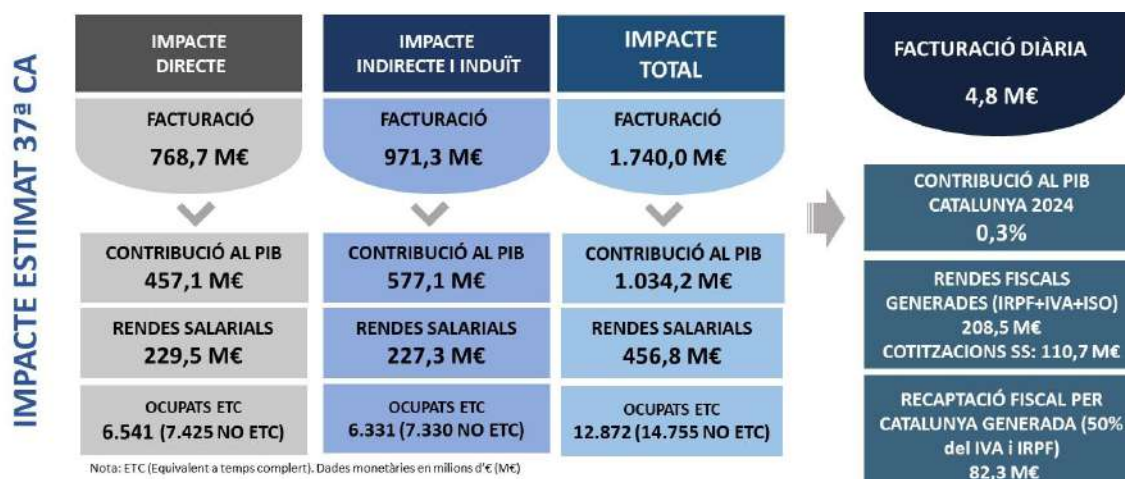 IMPACTE ESTIMAT 37ª CA
IMPACTE
DIRECTE
FACTURACIÓ
768,7 M€
CONTRIBUCIÓ AL PIB
457,1 M€
RENDES SALARIALS
229,5 M€
OCUPATS ETC
6.541 (7.425 NO ETC)
IMPACTE
INDIRECTE I INDUÏT
FACTURACIÓ
971,3 M€
CONTRIBUCIÓ AL PIB
577,1 M€
RENDES SALARIALS
227,3 M€
OCUPATS ETC
6.331 (7.330 NO ETC)
IMPACTE
TOTAL
FACTURACIÓ
1.740,0 M€
CONTRIBUCIÓ AL PIB
1.034,2 M€
RENDES SALARIALS
456,8 M€
OCUPATS ETC
12.872 (14.755 NO ETC)
FACTURACIÓ DIÀRIA
4,8 M€
CONTRIBUCIÓ AL PIB
CATALUNYA 2024
0,3%
RENDES FISCALS
GENERADES (IRPF+IVA+ISO)
208,5 M€
COTITZACIONS SS: 110,7 M€
RECAPTACIÓ FISCAL PER
CATALUNYA GENERADA (50%
del IVA i IRPF)
82,3 M€
Nota: ETC (Equivalent a temps complert). Dades monetàries en milions d'€ (M€)